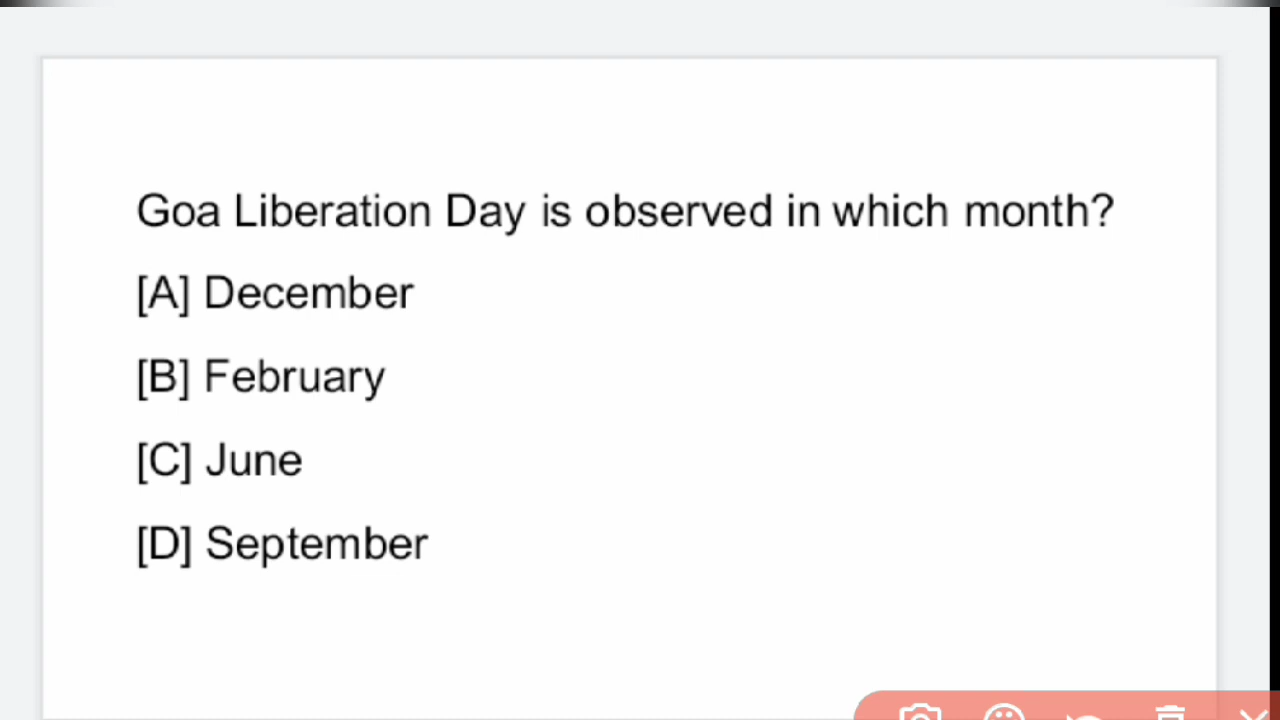 Goa Liberation Day is observed in which month?
[A] December
[B] February
[C] June
[D] September